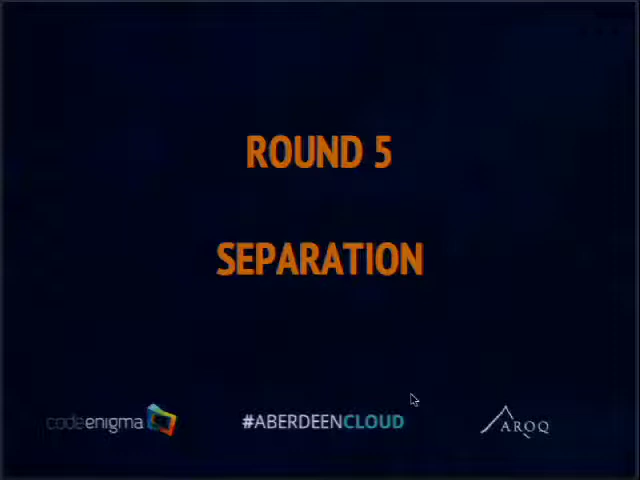 ROUND 5
SEPARATION
codeenigma
#ABERDEENCLOUD
AROQ